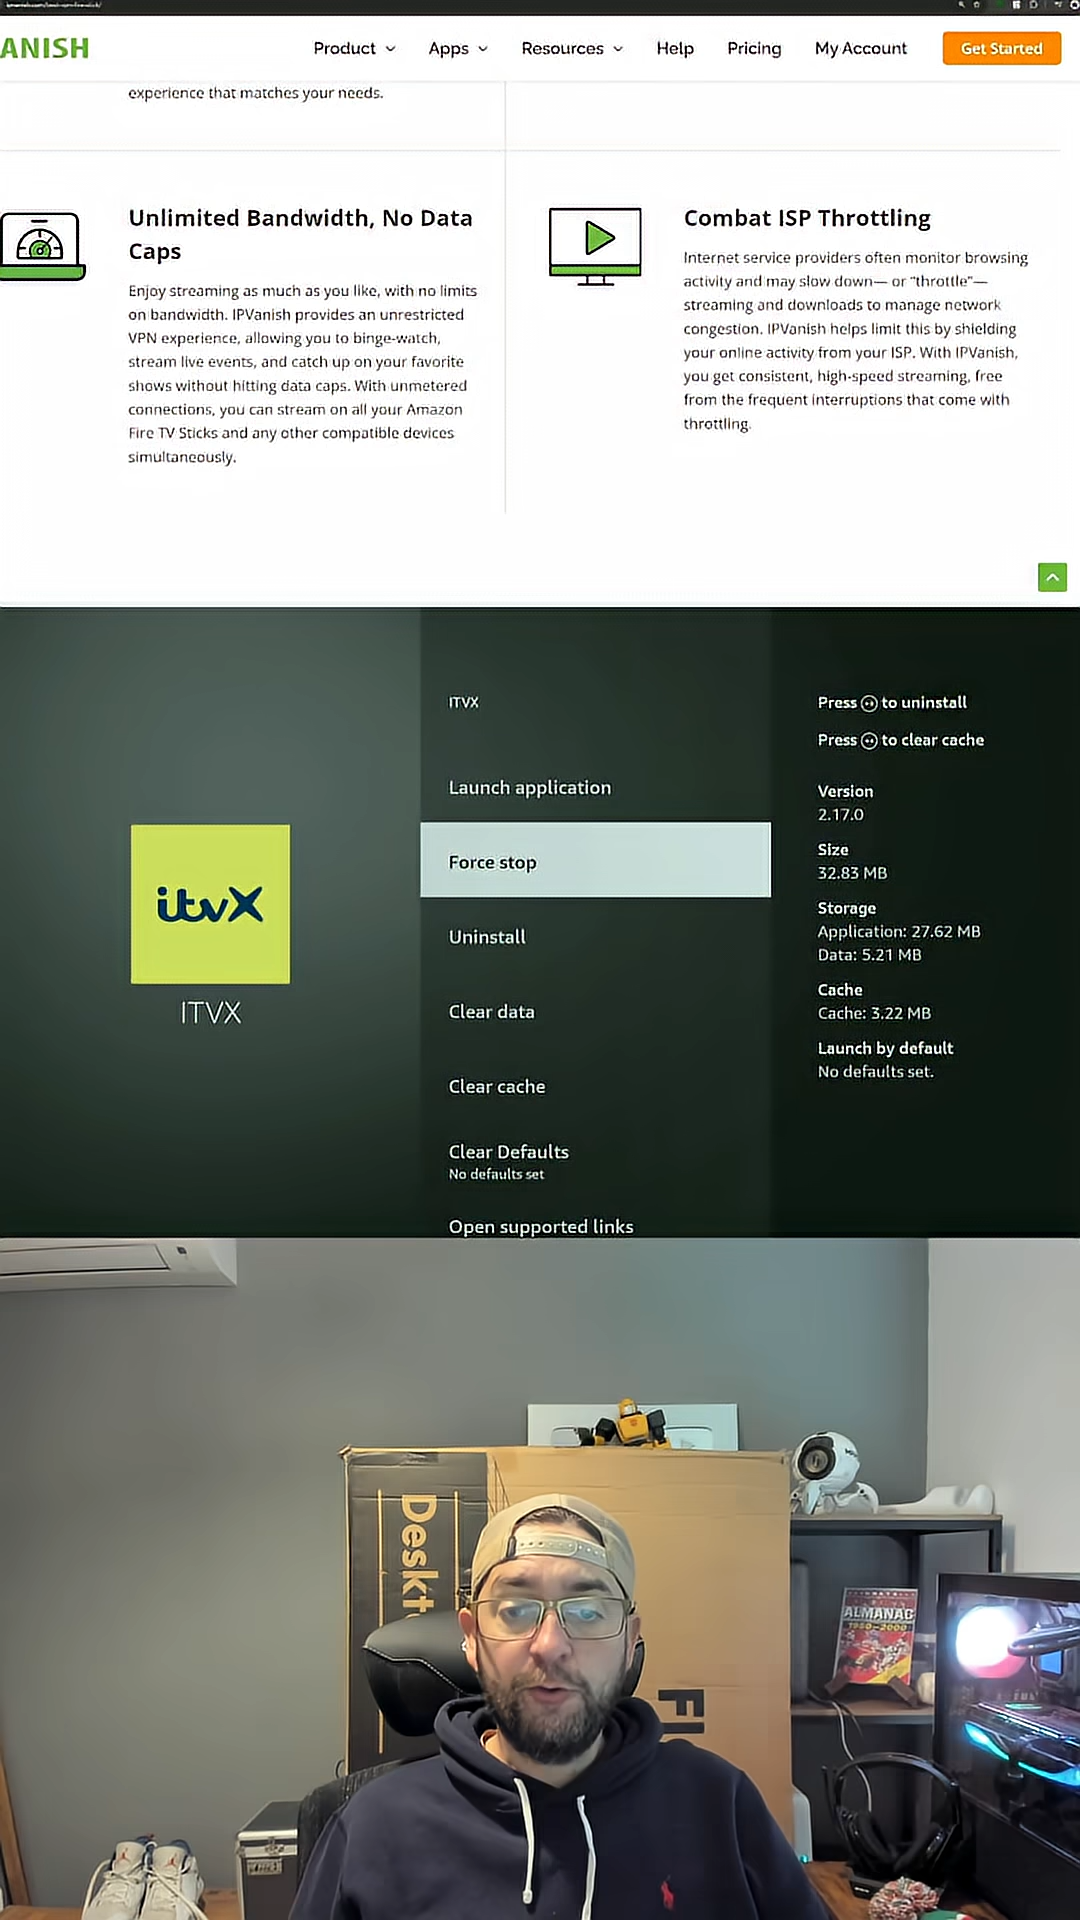 ANISH
Product
Apps
Resources
Help
Pricing
My Account
Get Started
experience that matches your needs.
Unlimited Bandwidth, No Data
Caps
Enjoy streaming as much as you like, with no limits
on bandwidth. IPVanish provides an unrestricted
VPN experience, allowing you to binge-watch,
stream live events, and catch up on your favorite
shows without hitting data caps. With unmetered
connections, you can stream on all your Amazon
Fire TV Sticks and any other compatible devices
simultaneously.
Combat ISP Throttling
Internet service providers often monitor browsing
activity and may slow down— or "throttle"—
streaming and downloads to manage network
congestion. IPVanish helps limit this by shielding
your online activity from your ISP. With IPVanish,
you get consistent, high-speed streaming, free
from the frequent interruptions that come with
throttling.
itvX
ITVX
ITVX
Launch application
Force stop
Uninstall
Clear data
Clear cache
Clear Defaults
No defaults set
Open supported links
Press to uninstall
Press to clear cache
Version
2.17.0
Size
32.83 MB
Storage
Application: 27.62 MB
Data: 5.21 MB
Cache
Cache: 3.22 MB
Launch by default
No defaults set.
Deskt
Fl
ALMANAC
1950-2000